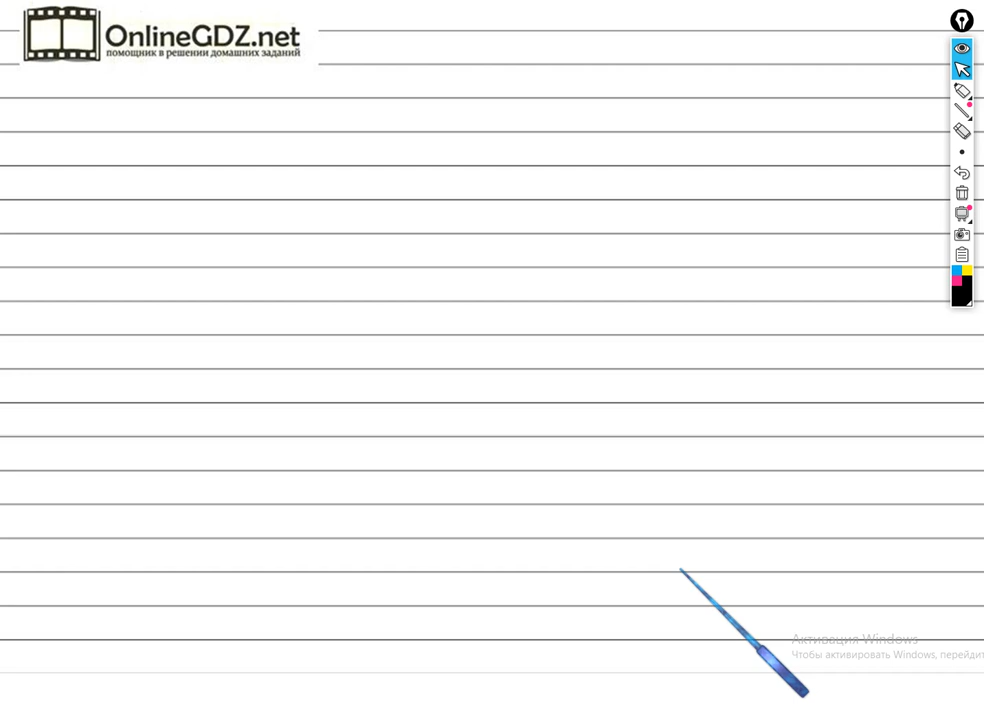 OnlineGDZ.net
помощник в решении домашних заданий
Активация Windows
Чтобы активировать Windows, перейдит